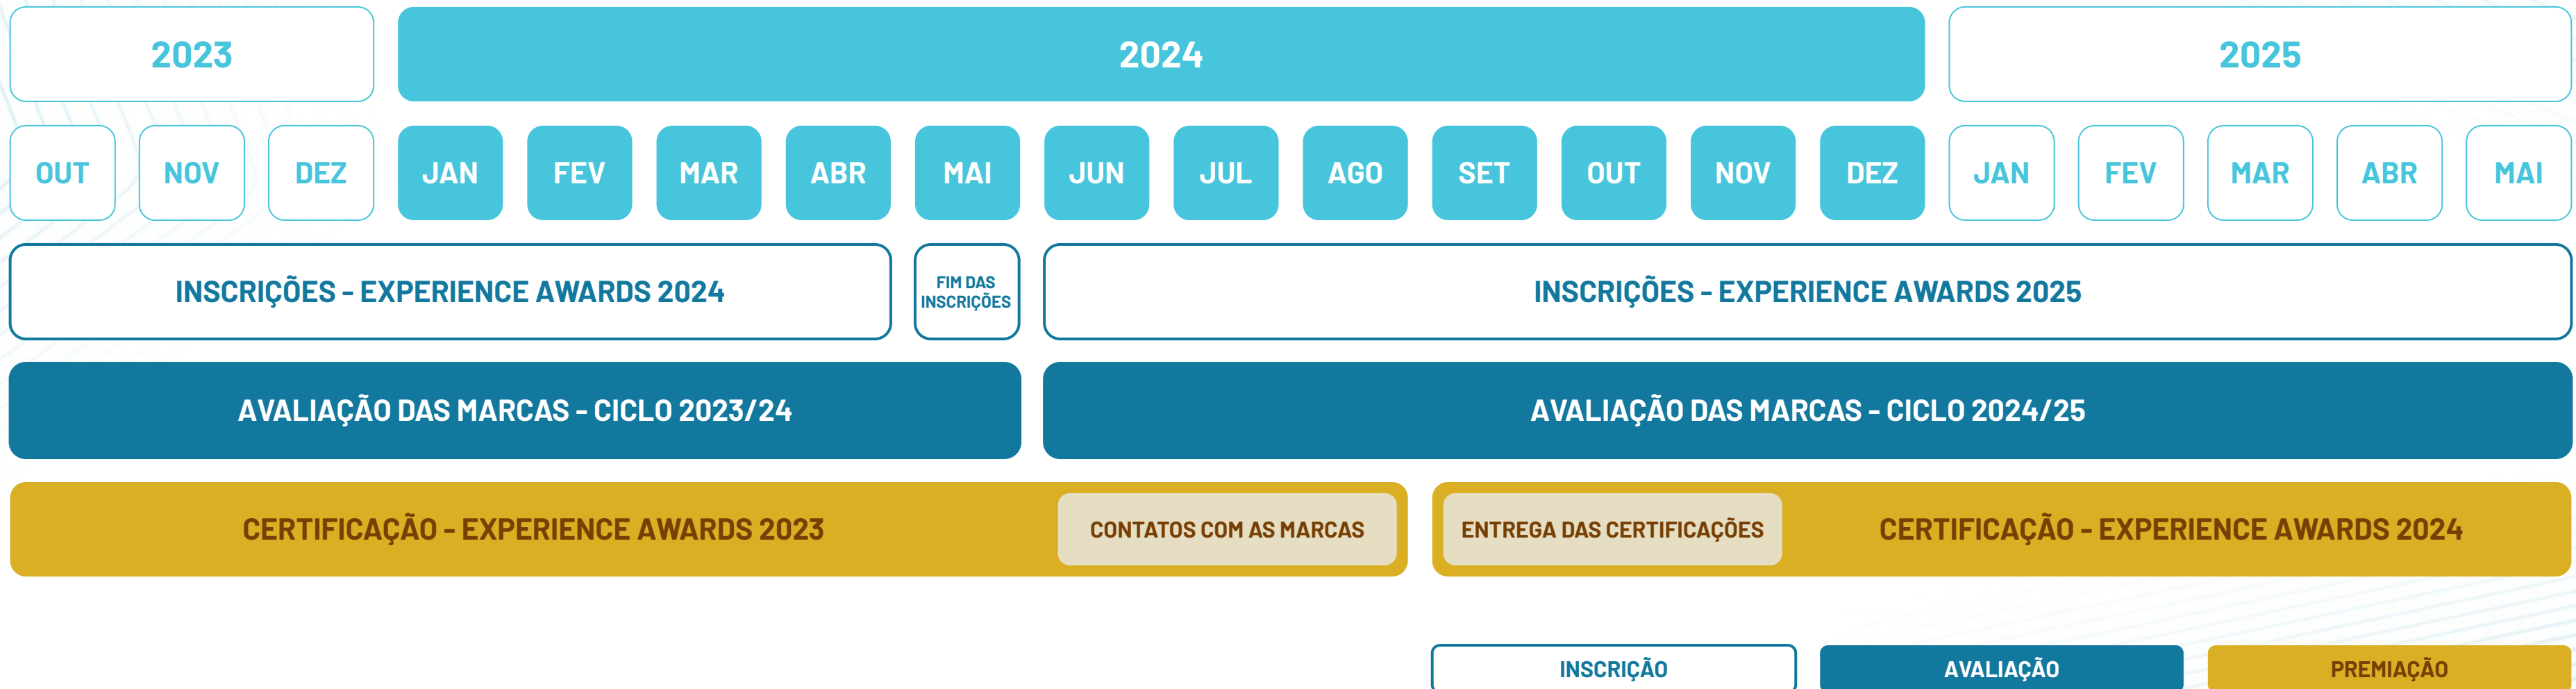 2023
2024
2025
OUT
NOV
DEZ
JAN
FEV
MAR
ABR
MAI
JUN
JUL
AGO
SET
OUT
NOV
DEZ
JAN
FEV
MAR
ABR
MAI
INSCRIÇÕES - EXPERIENCE AWARDS 2024
FIM DAS
INSCRIÇÕES
INSCRIÇÕES - EXPERIENCE AWARDS 2025
AVALIAÇÃO DAS MARCAS - CICLO 2023/24
AVALIAÇÃO DAS MARCAS - CICLO 2024/25
CERTIFICAÇÃO - EXPERIENCE AWARDS 2023
CONTATOS COM AS MARCAS
ENTREGA DAS CERTIFICAÇÕES
CERTIFICAÇÃO - EXPERIENCE AWARDS 2024
INSCRIÇÃO
AVALIAÇÃO
PREMIAÇÃO